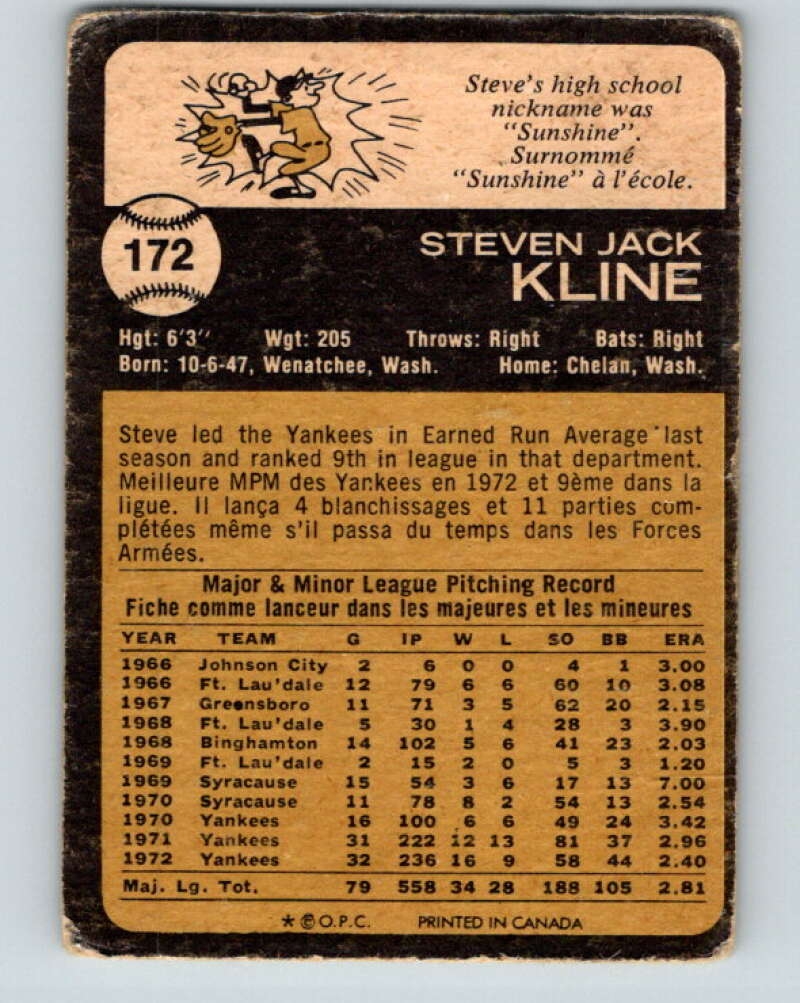 Steve's high school
nickname was
"Sunshine".
Surnommé
"Sunshine" à l'école.
172
STEVEN JACK
KLINE
Hgt: 6'3" Wgt: 205 Throws: Right Bats: Right
Born: 10-6-47, Wenatchee, Wash. Home: Chelan, Wash.
Steve led the Yankees in Earned Run Average last
season and ranked 9th in league in that department.
Meilleure MPM des Yankees en 1972 et 9ème dans la
ligue. Il lança 4 blanchissages et 11 parties com-
plétées même s'il passa du temps dans les Forces
Armées.
Major & Minor League Pitching Record
Fiche comme lanceur dans les majeures et les mineures
YEAR TEAM G IP W L SO BB ERA
1966 Johnson City 2 6 0 0 4 1 3.00
1966 Ft. Lau'dale 12 79 6 6 60 10 3.08
1967 Greensboro 11 71 3 5 62 20 2.15
1968 Ft. Lau'dale 5 30 1 4 28 3 3.90
1968 Binghamton 14 102 5 6 41 23 2.03
1969 Ft. Lau'dale 2 15 2 0 5 3 1.20
1969 Syracause 15 54 3 6 17 13 7.00
1970 Syracause 11 78 8 2 54 13 2.54
1970 Yankees 16 100 6 6 49 24 3.42
1971 Yankees 31 222 12 13 81 37 2.96
1972 Yankees 32 236 16 9 58 44 2.40
Maj. Lg. Tot. 79 558 34 28 188 105 2.81
* © O.P.C. PRINTED IN CANADA